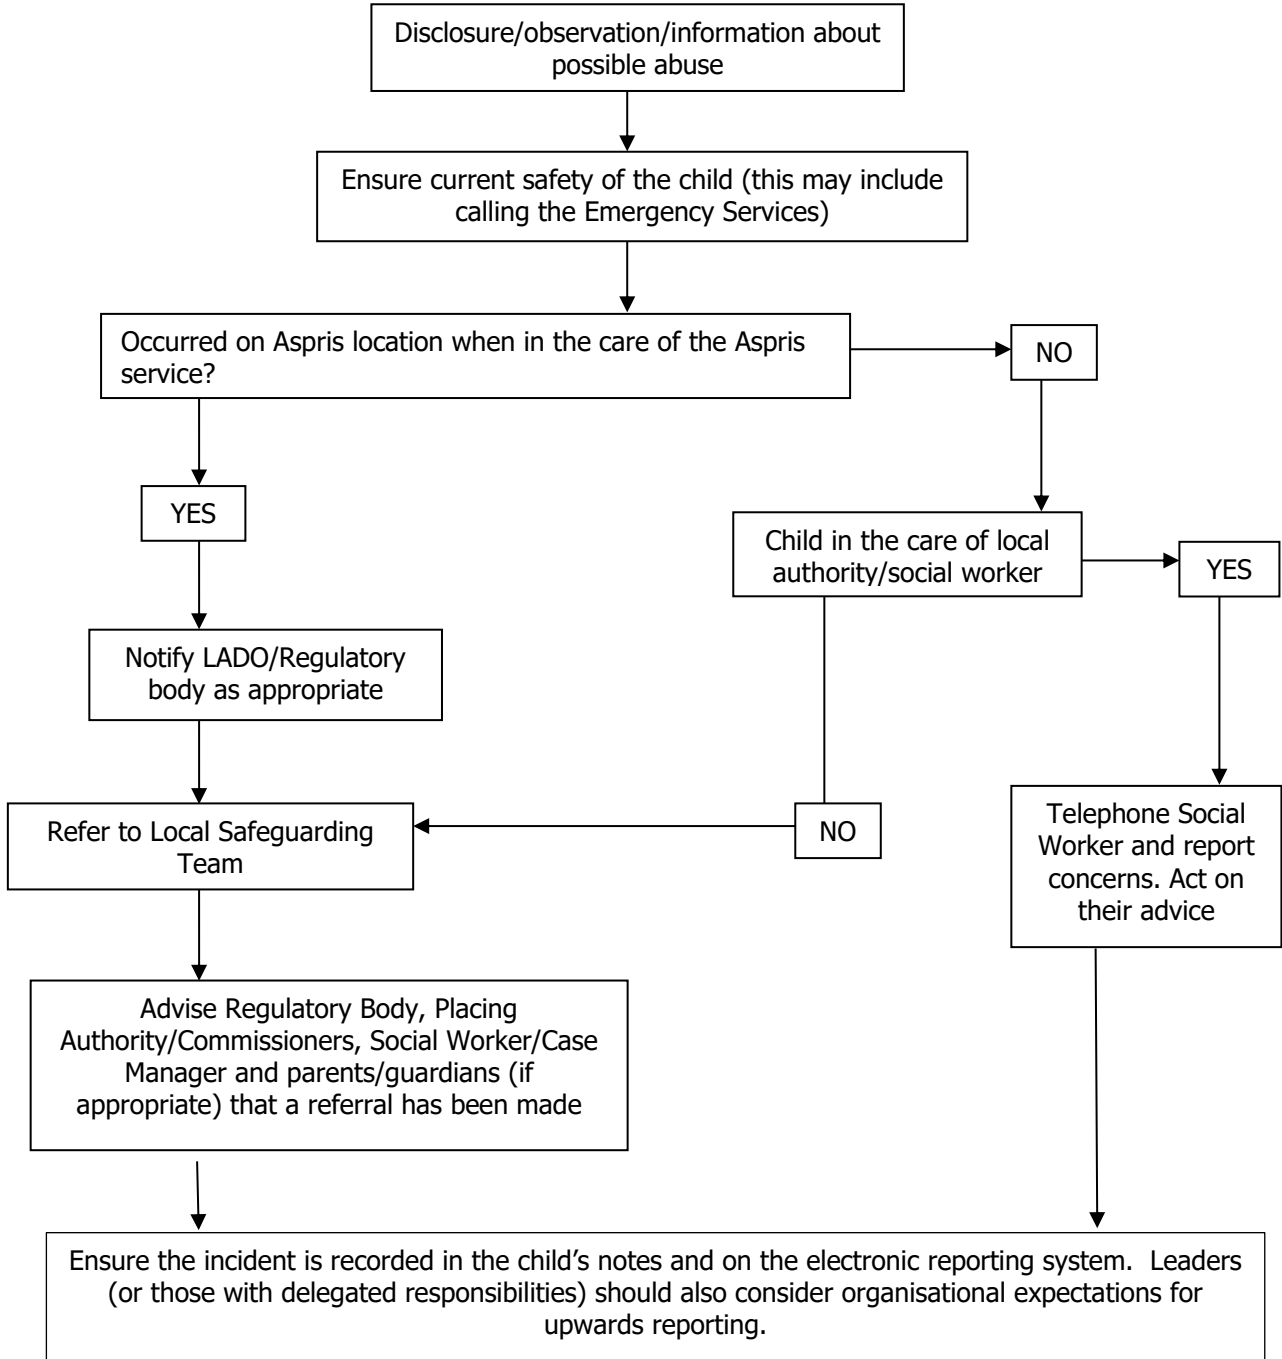 Disclosure/observation/information about
possible abuse
Ensure current safety of the child (this may include
calling the Emergency Services)
Occurred on Aspris location when in the care of the Aspris
service?
NO
YES
Child in the care of local
authority/social worker
YES
Notify LADO/Regulatory
body as appropriate
Refer to Local Safeguarding
Team
NO
Telephone Social
Worker and report
concerns. Act on
their advice
Advise Regulatory Body, Placing
Authority/Commissioners, Social Worker/Case
Manager and parents/guardians (if
appropriate) that a referral has been made
Ensure the incident is recorded in the child’s notes and on the electronic reporting system.  Leaders
(or those with delegated responsibilities) should also consider organisational expectations for
upwards reporting.